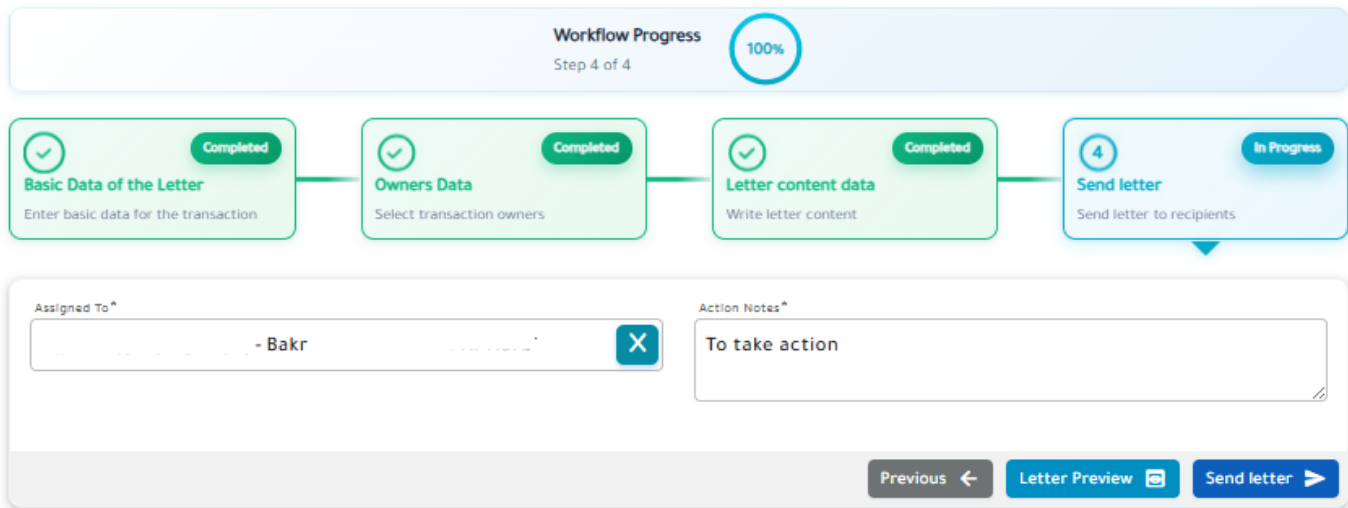 Workflow Progress
Step 4 of 4
100%
Completed
Basic Data of the Letter
Enter basic data for the transaction
Completed
Owners Data
Select transaction owners
Completed
Letter content data
Write letter content
4
In Progress
Send letter
Send letter to recipients
Assigned To*
- Bakr
X
Action Notes*
To take action
Previous
Letter Preview
Send letter